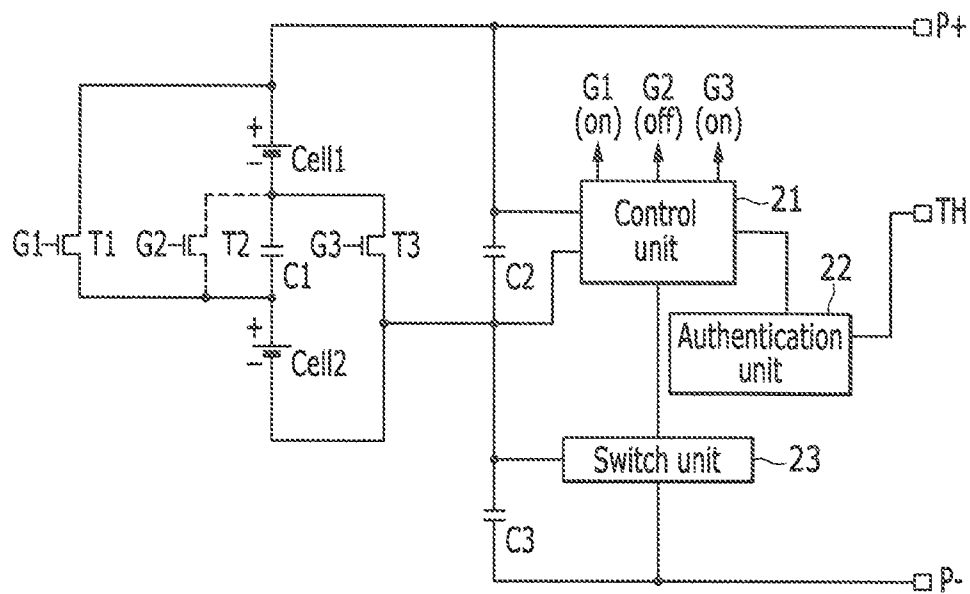 P+
G1 G2 G3
(on) (off) (on)
+
Cell1
-
21
Control
unit
TH
G1 T1 G2 T2 G3 T3
C1
C2
22
Authentication
unit
+
Cell2
-
Switch unit
23
C3
P-